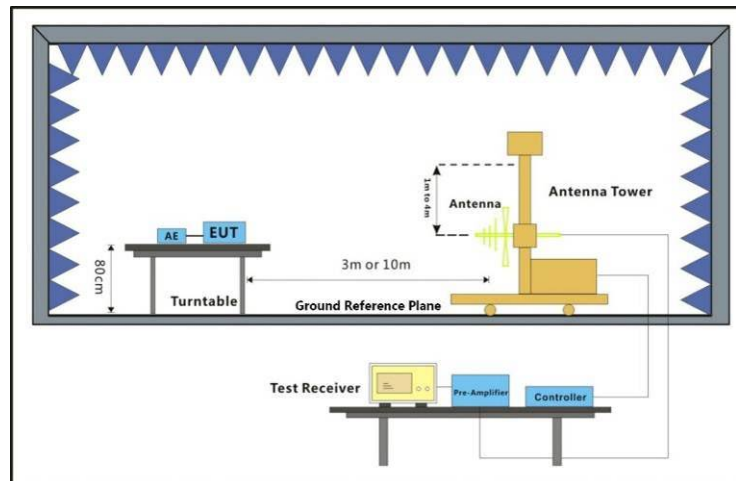 1m to 4m
Antenna
Antenna Tower
AE
EUT
80cm
3m or 10m
Turntable
Ground Reference Plane
Test Receiver
Pre-Amplifier
Controller